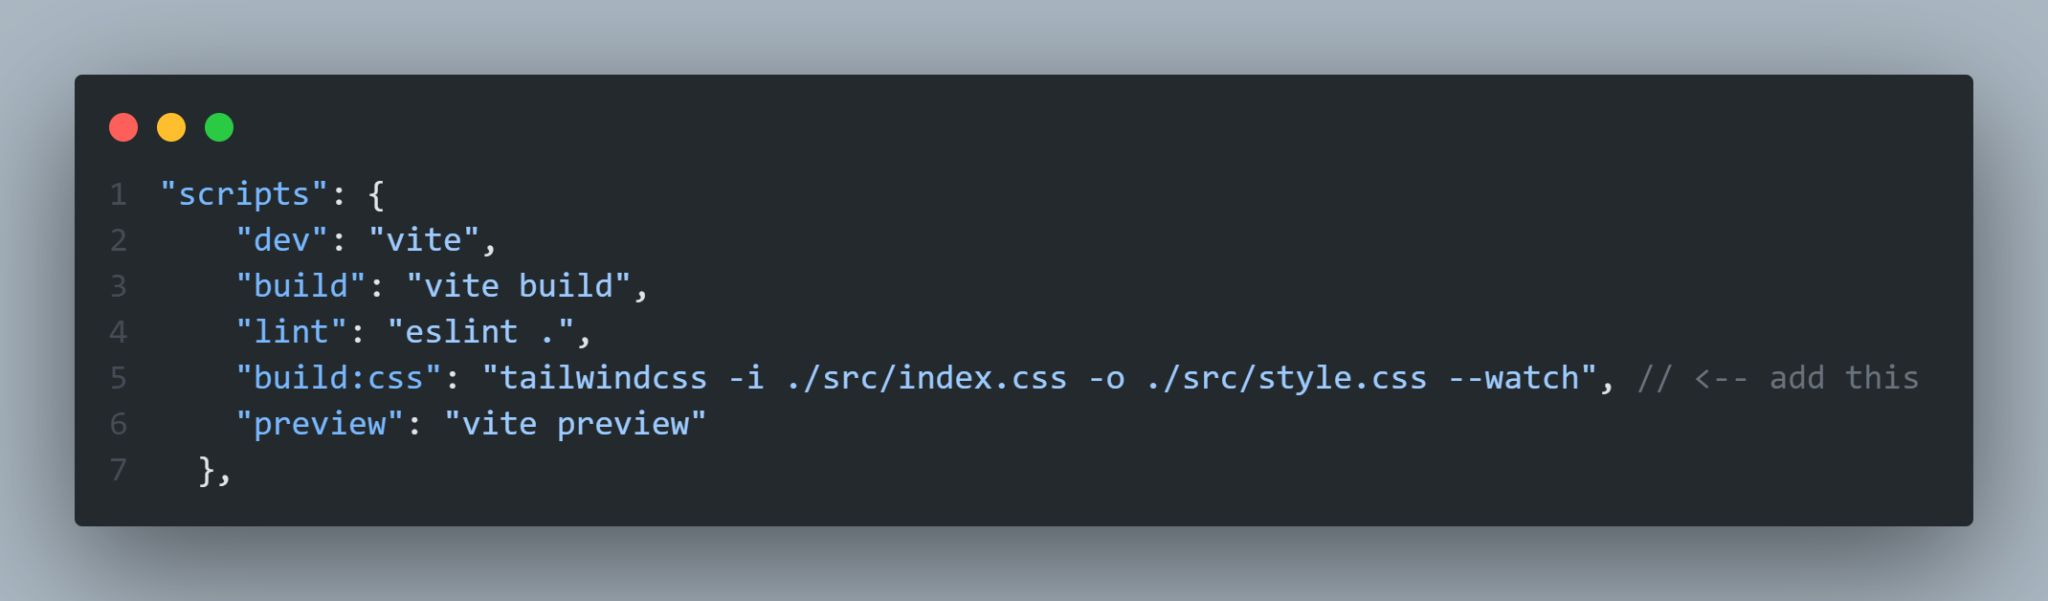 1 "scripts": {
2 "dev": "vite",
3 "build": "vite build",
4 "lint": "eslint .",
5 "build:css": "tailwindcss -i ./src/index.css -o ./src/style.css --watch", // <-- add this
6 "preview": "vite preview"
7 },